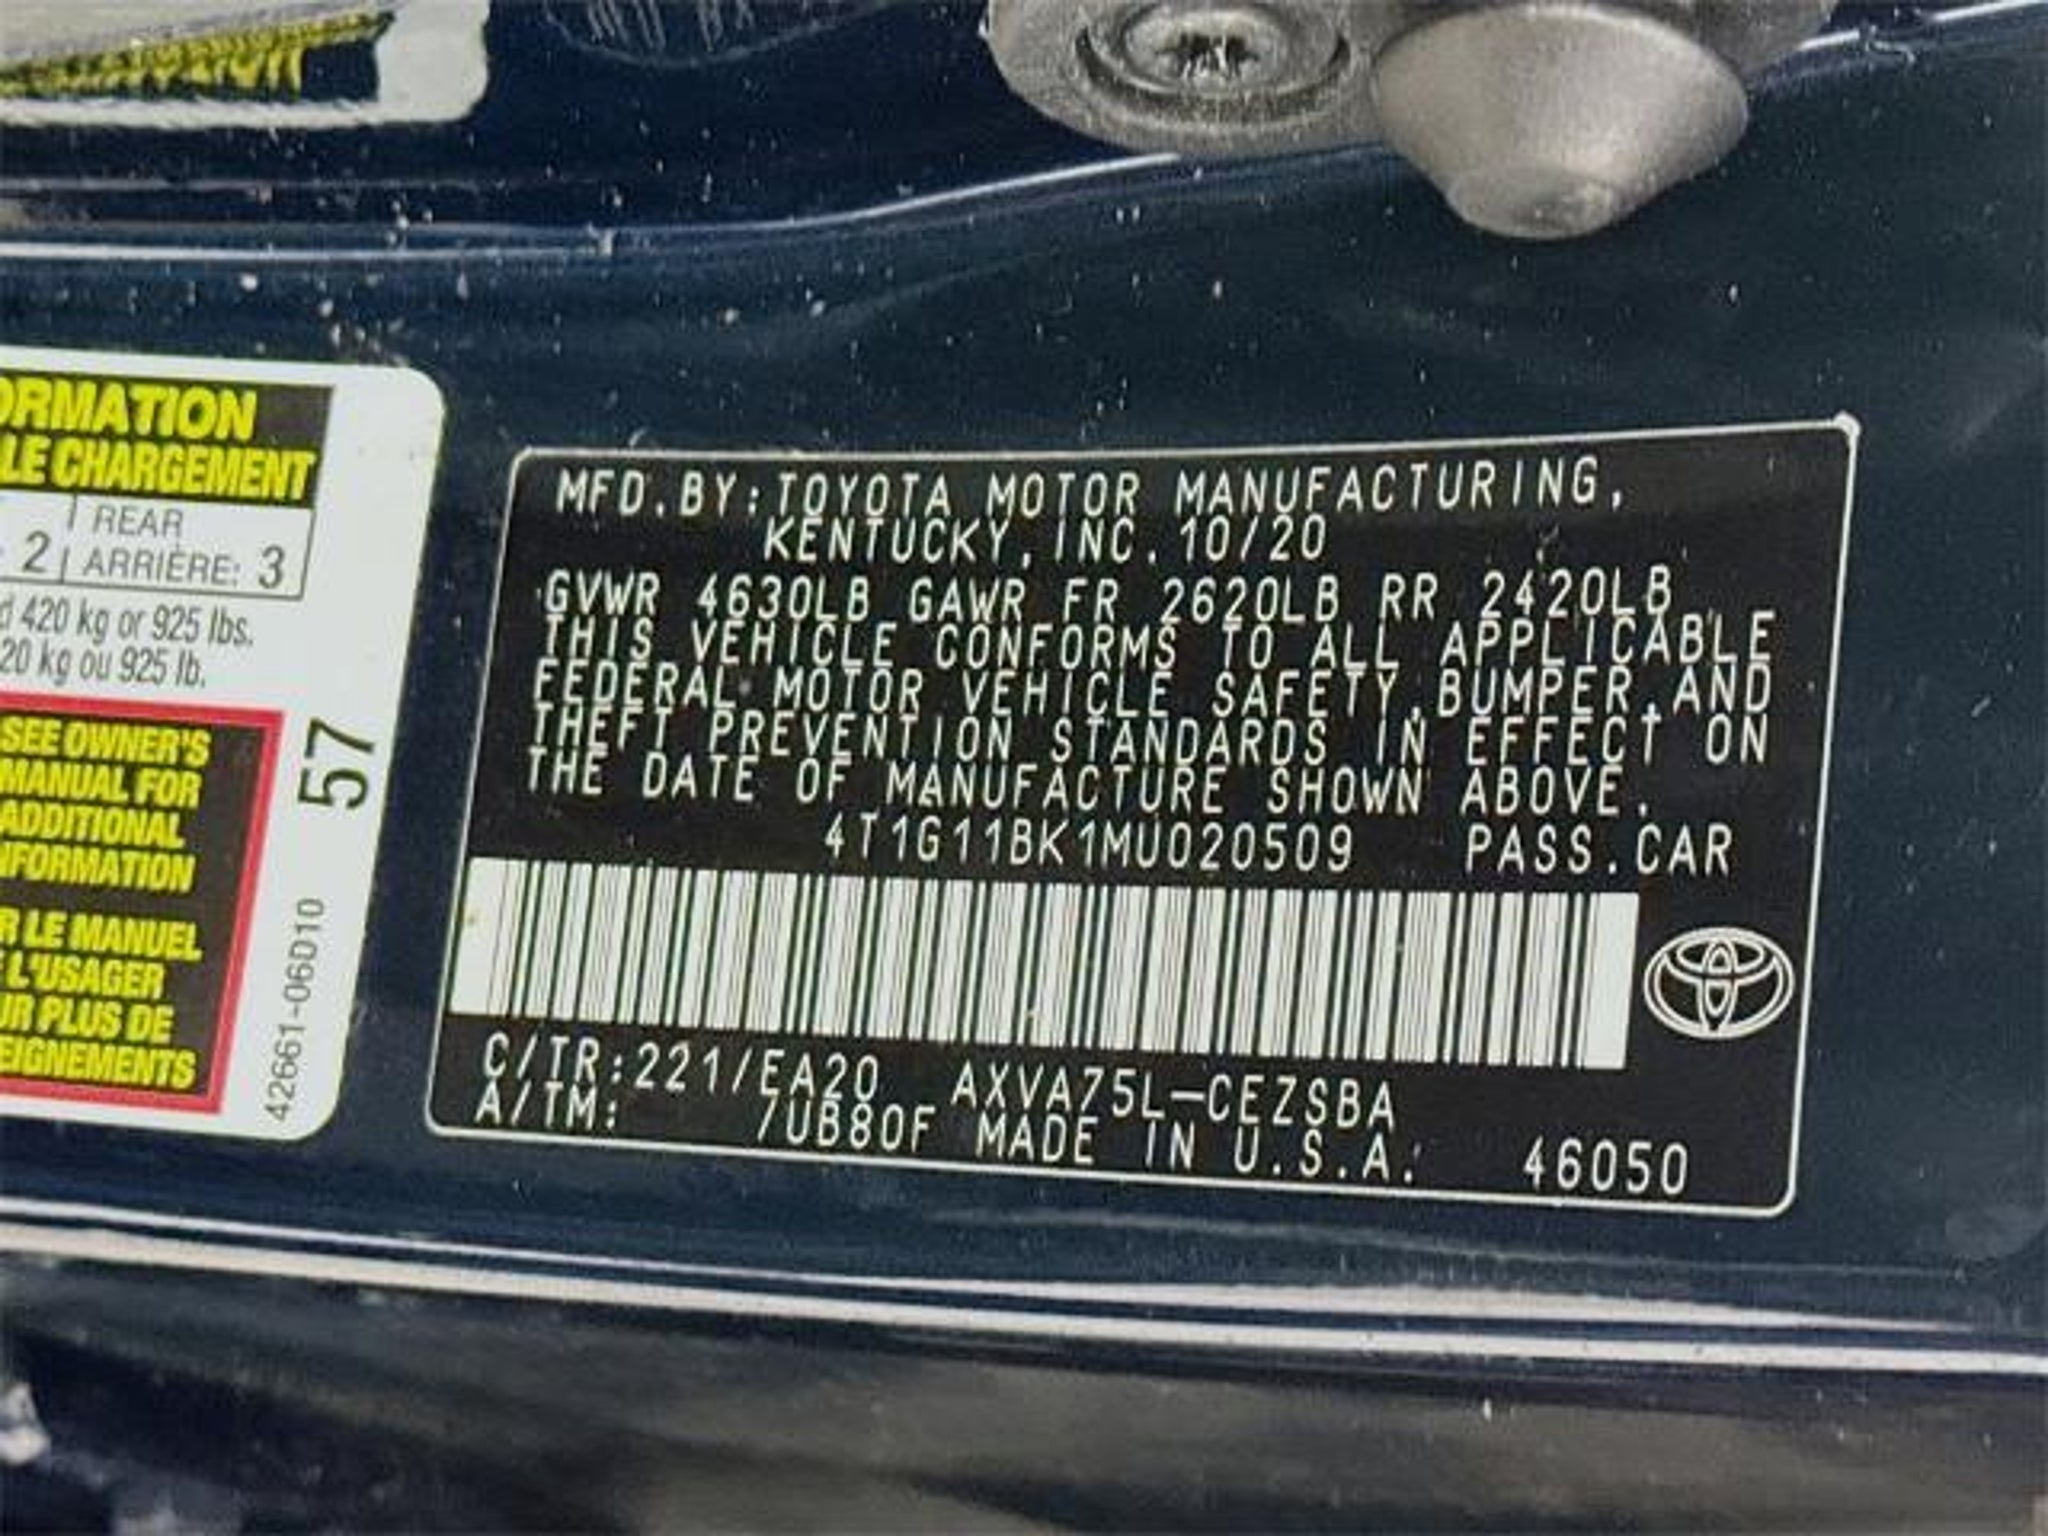 ORMATION
LE CHARGEMENT
REAR
2 ARRIÈRE: 3
420 kg or 925 lbs.
20 kg ou 925 lb.
SEE OWNER'S
MANUAL FOR
ADDITIONAL
NFORMATION
R LE MANUEL
L'USAGER
UR PLUS DE
EIGNEMENTS
57
42661-06D10
MFD.BY:TOYOTA MOTOR MANUFACTURING,
KENTUCKY,INC.10/20
GVWR 4630LB GAWR FR 2620LB RR 2420LB
THIS VEHICLE CONFORMS TO ALL APPLICABLE
FEDERAL MOTOR VEHICLE SAFETY,BUMPER,AND
THEFT PREVENTION STANDARDS IN EFFECT ON
THE DATE OF MANUFACTURE SHOWN ABOVE.
4T1G11BK1MU020509 PASS.CAR
C/TR:221/EA20 AXVA75L-CEZSBA
A/TM: /UB80F MADE IN U.S.A. 46050